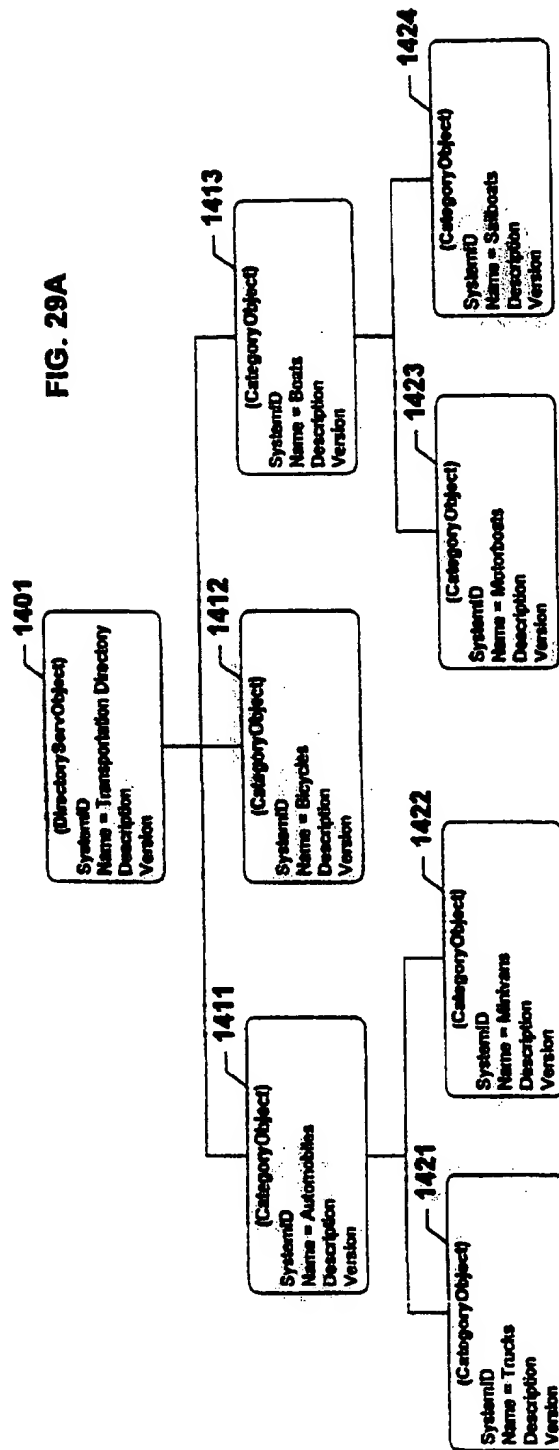 FIG. 29A
1401
(DirectoryServObject)
SystemID
Name = Transportation Directory
Description
Version
1411
(CategoryObject)
SystemID
Name = Automobiles
Description
Version
1412
(CategoryObject)
SystemID
Name = Bicycles
Description
Version
1413
(CategoryObject)
SystemID
Name = Boats
Description
Version
1421
(CategoryObject)
SystemID
Name = Trucks
Description
Version
1422
(CategoryObject)
SystemID
Name = Minivans
Description
Version
1423
(CategoryObject)
SystemID
Name = Motorboats
Description
Version
1424
(CategoryObject)
SystemID
Name = Sailboats
Description
Version